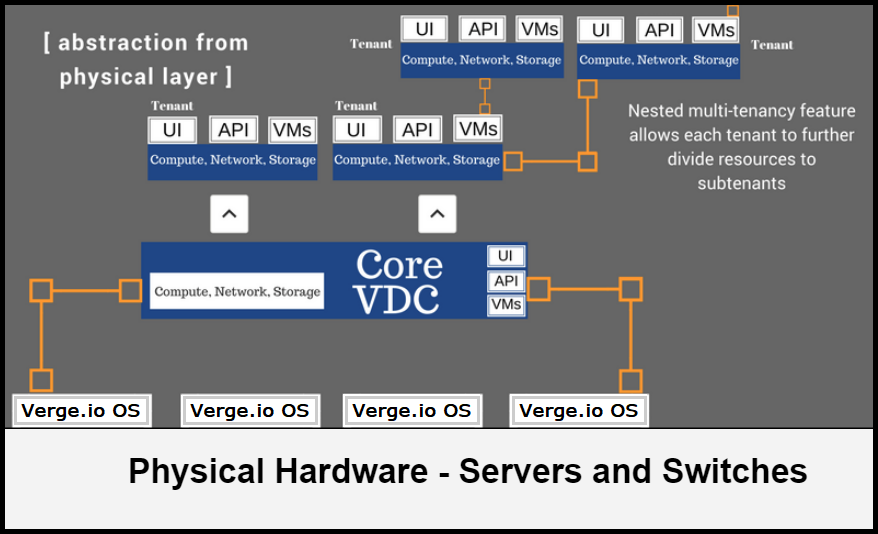 [ abstraction from
physical layer ]
Tenant
UI API VMs
Compute, Network, Storage
UI API VMs
Compute, Network, Storage
Tenant
Nested multi-tenancy feature
allows each tenant to further
divide resources to
subtenants
Tenant
UI API VMs
Compute, Network, Storage
Tenant
UI API VMs
Compute, Network, Storage
Compute, Network, Storage
Core
VDC
UI
API
VMs
Verge.io OS
Verge.io OS
Verge.io OS
Verge.io OS
Physical Hardware - Servers and Switches